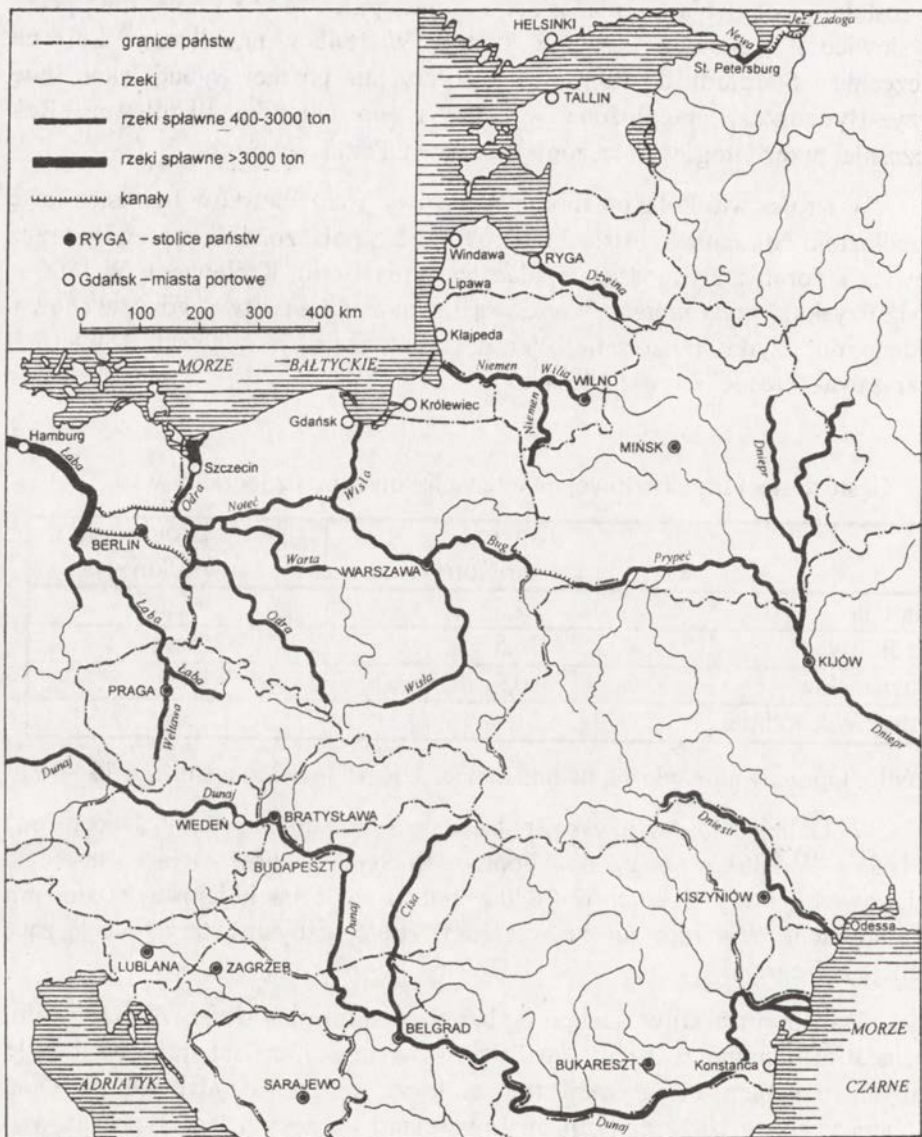 granice państw
rzeki
rzeki spławne 400-3000 ton
rzeki spławne >3000 ton
kanały
RYGA – stolice państw
Gdańsk – miasta portowe
0 100 200 300 400 km
HELSINKI
Newa
Jez. Ładoga
St. Petersburg
TALLIN
Windawa
RYGA
Lipawa
Dźwina
S
Kłajpeda
MORZE BAŁTYCKIE
Niemen
Wilia
WILNO
Królewiec
Niemen
Gdańsk
Hamburg
Łaba
MIŃSK
Dniepr
Szczecin
Odra
Noteć
Wisła
BERLIN
Warta
WARSZAWA
Bug
Prypeć
Łaba
Odra
KIJÓW
PRAGA
Łaba
Wisła
Wełtawa
Dniepr
Dunaj
Dunaj
WIEDEŃ
BRATYSŁAWA
Dniestr
BUDAPESZT
Cisa
KISZYNIÓW
Dunaj
Odessa
LUBLANA
ZAGRZEB
BELGRAD
MORZE
CZARNE
ADRIATYK
SARAJEWO
BUKARESZT
Konstanca
Dunaj